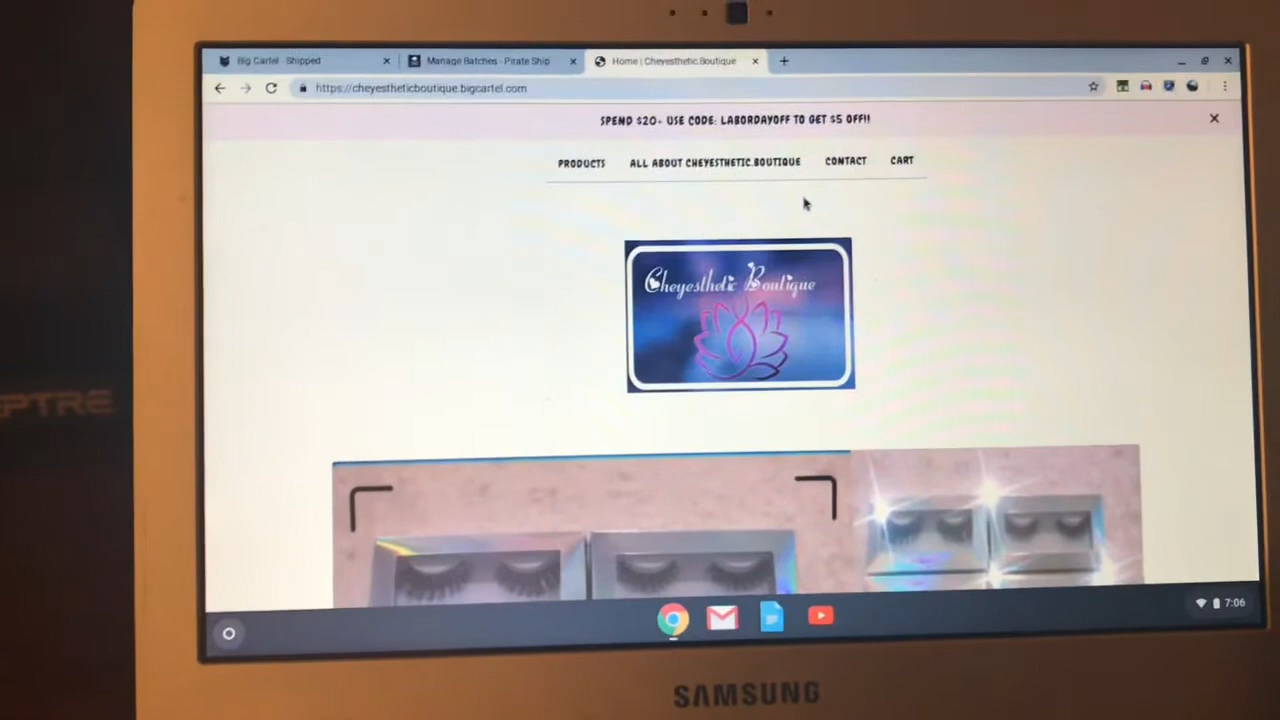 Big Cartel - Shipped
Manage Batches - Pirate Ship
Home | Cheyesthetic.Boutique
https://cheyestheticboutique.bigcartel.com
SPEND $20+ USE CODE: LABORDAYOFF TO GET $5 OFF!!
PRODUCTS
ALL ABOUT CHEYESTHETIC.BOUTIQUE
CONTACT
CART
Cheyesthetic Boutique
EPTRE
7:06
SAMSUNG